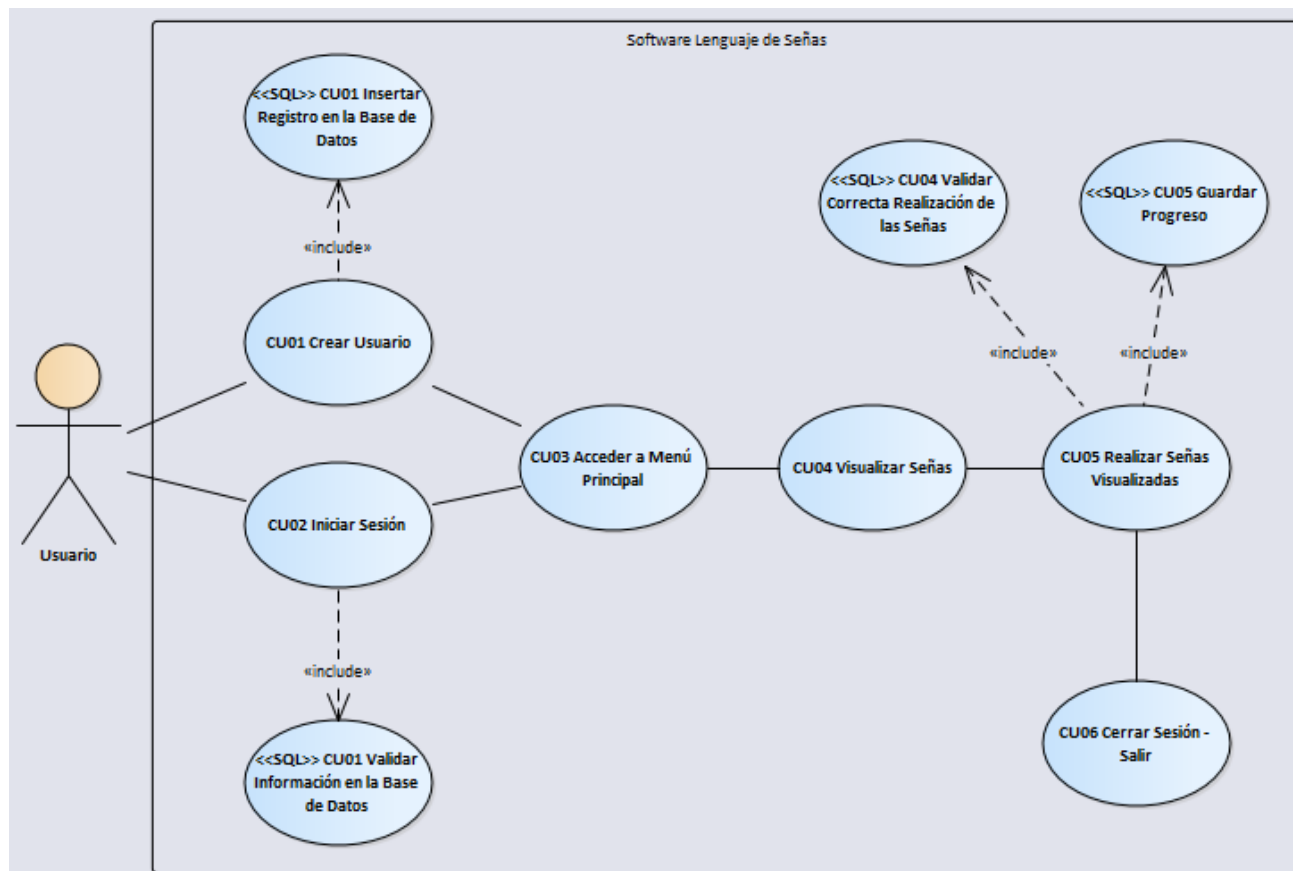 Software Lenguaje de Señas
<<SQL>> CU01 Insertar
Registro en la Base de
Datos
<<SQL>> CU04 Validar
Correcta Realización de
las Señas
<<SQL>> CU05 Guardar
Progreso
«include»
CU01 Crear Usuario
«include»
«include»
CU03 Acceder a Menú
Principal
CU04 Visualizar Señas
CU05 Realizar Señas
Visualizadas
CU02 Iniciar Sesión
Usuario
«include»
CU06 Cerrar Sesión -
Salir
<<SQL>> CU01 Validar
Información en la Base
de Datos